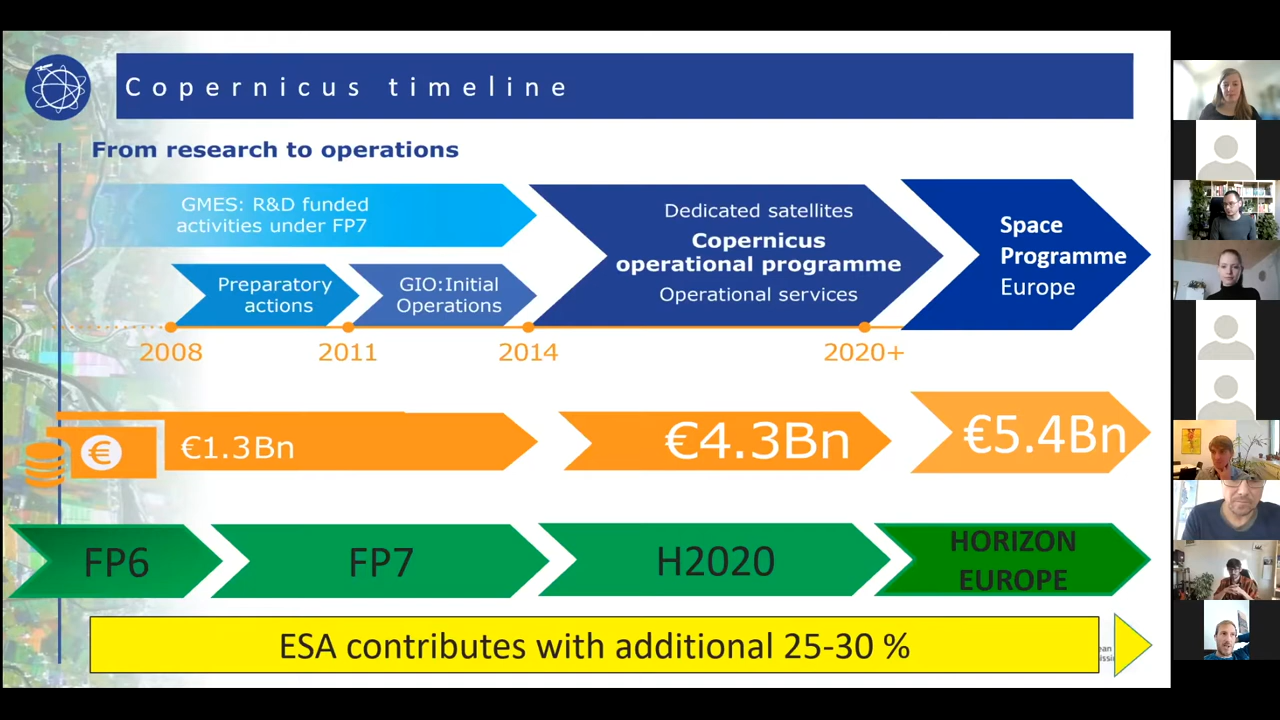 Copernicus timeline
From research to operations
GMES: R&D funded
activities under FP7
Preparatory
actions
GIO:Initial
Operations
Dedicated satellites
Copernicus
operational programme
Operational services
Space
Programme
Europe
2008
2011
2014
2020+
€
€1.3Bn
€4.3Bn
€5.4Bn
FP6
FP7
H2020
HORIZON
EUROPE
ESA contributes with additional 25-30 %